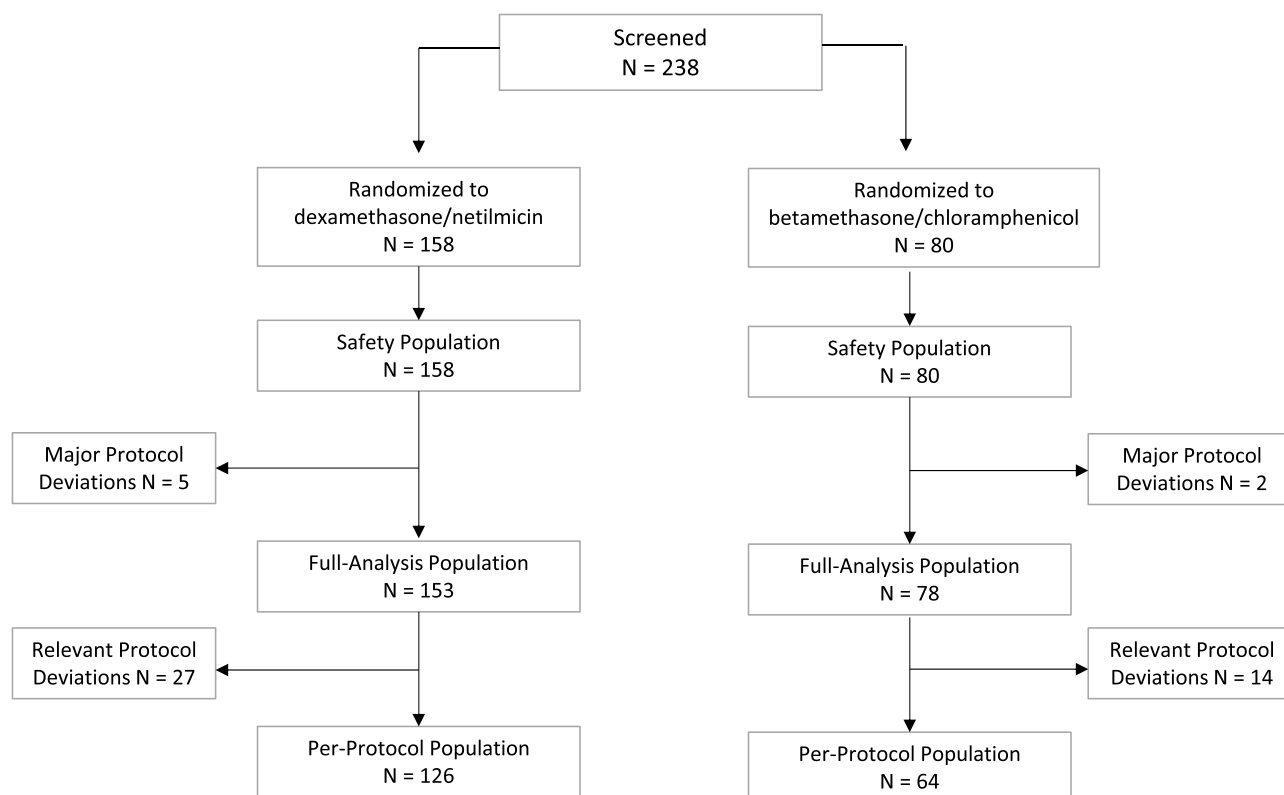 Screened
N = 238
Randomized to
dexamethasone/netilmicin
N = 158
Randomized to
betamethasone/chloramphenicol
N = 80
Safety Population
N = 158
Safety Population
N = 80
Major Protocol
Deviations N = 5
Major Protocol
Deviations N = 2
Full-Analysis Population
N = 153
Full-Analysis Population
N = 78
Relevant Protocol
Deviations N = 27
Relevant Protocol
Deviations N = 14
Per-Protocol Population
N = 126
Per-Protocol Population
N = 64